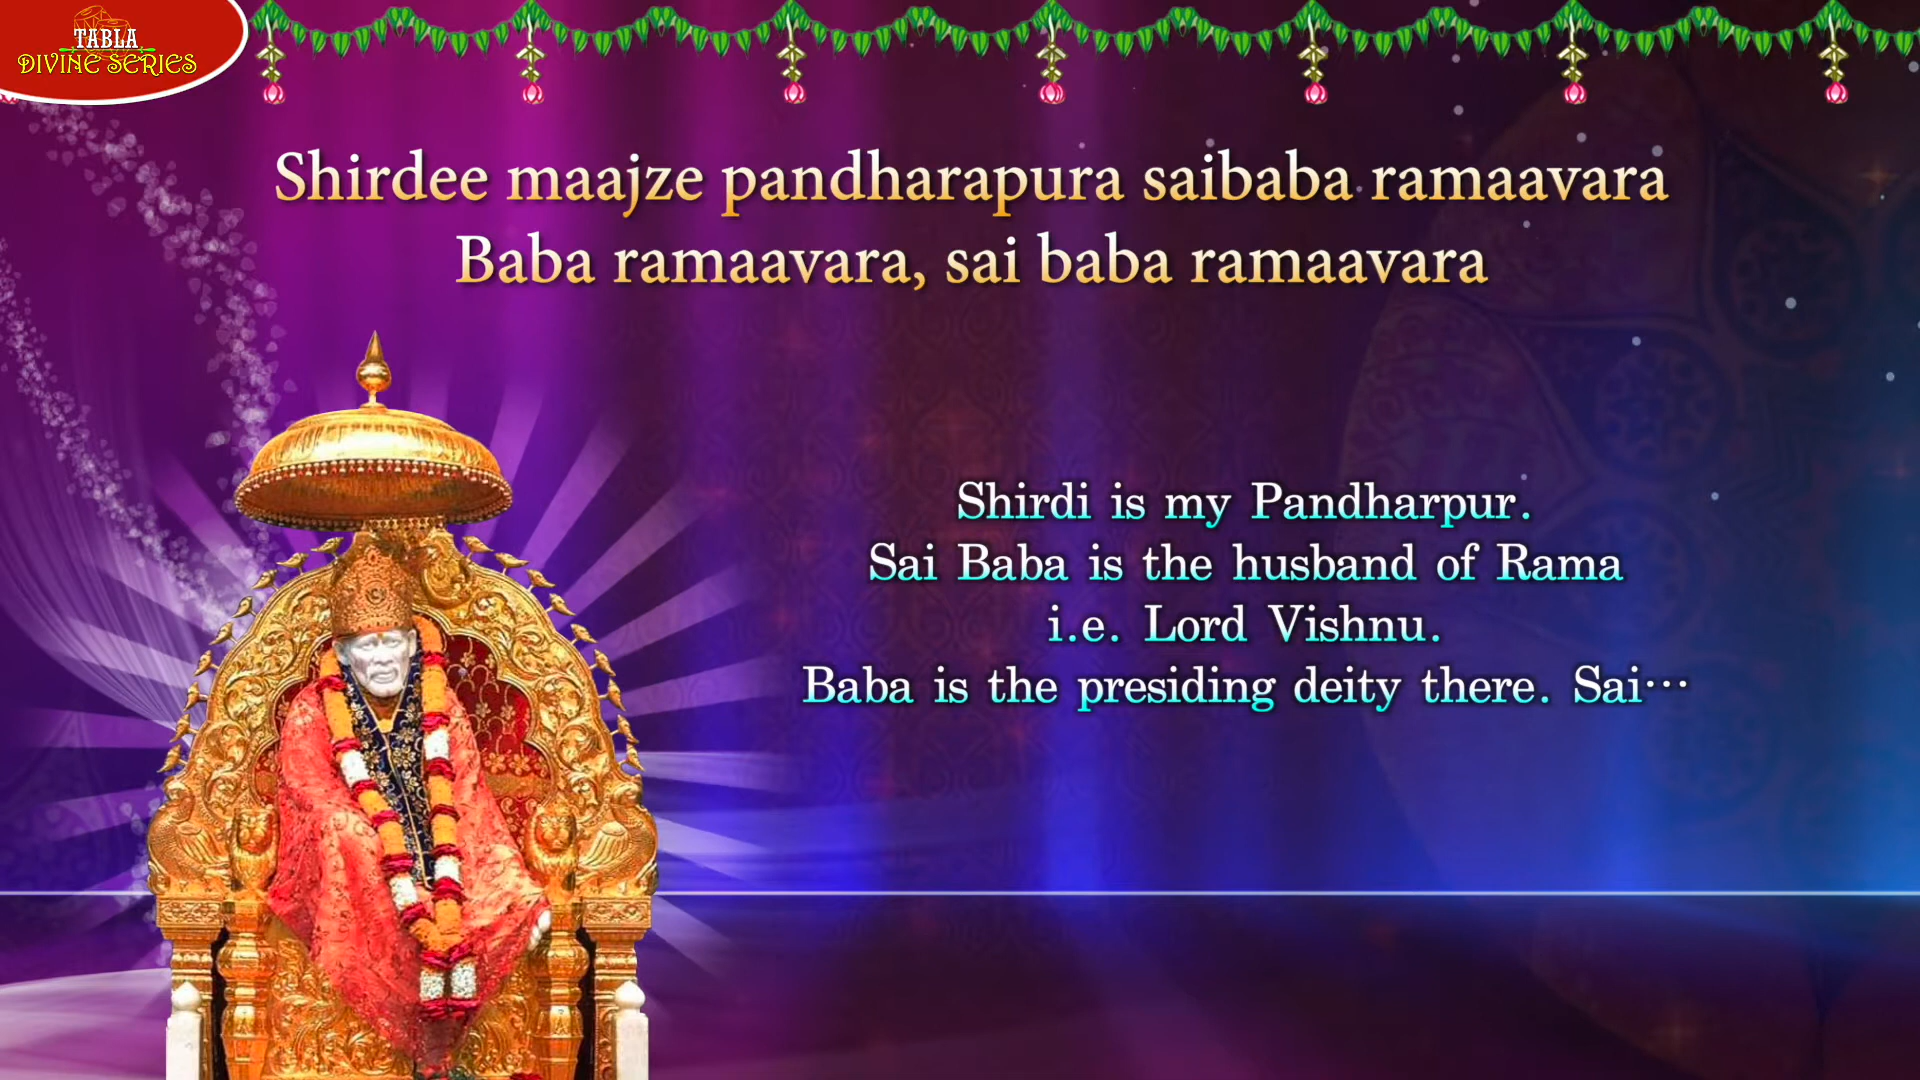 TABLA
DIVINE SERIES
Shirdee maajze pandharapura saibaba ramaavara
Baba ramaavara, sai baba ramaavara
Shirdi is my Pandharpur.
Sai Baba is the husband of Rama
i.e. Lord Vishnu.
Baba is the presiding deity there. Sai···